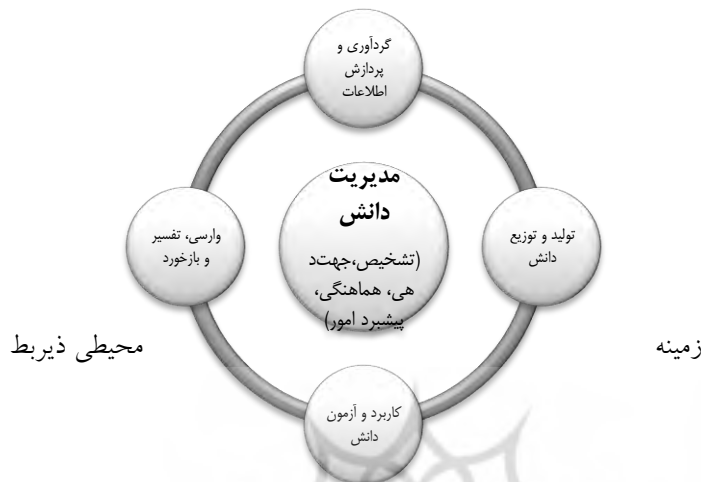 گردآوری و
پردازش
اطلاعات
مدیریت
دانش
(تشخیص،جهت‌د
هی، هماهنگی،
پیشبرد امور)
تولید و توزیع
دانش
وارسی، تفسیر
و بازخورد
زمینه
محیطی ذیربط
کاربرد و آزمون
دانش